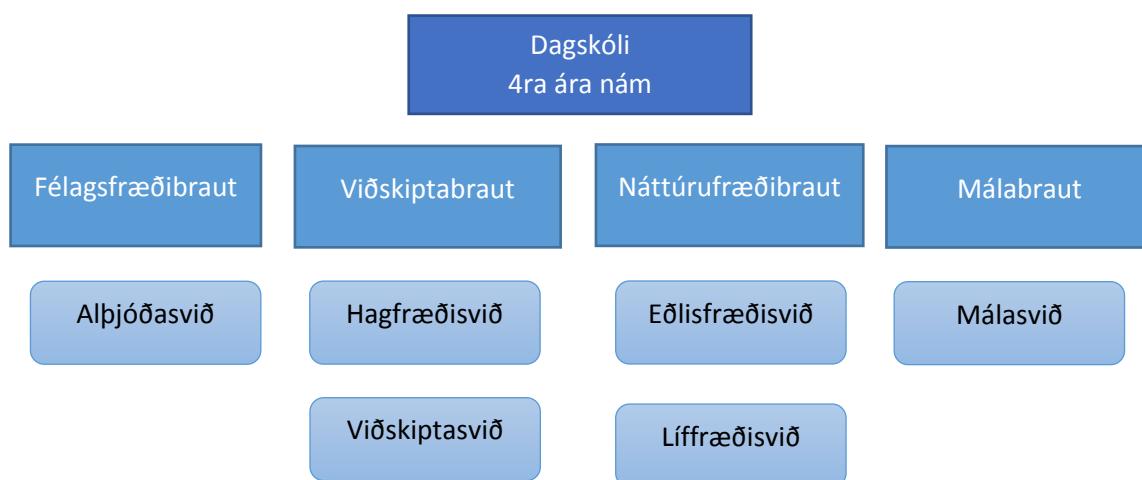 Dagskóli
4ra ára nám
Félagsfræðibraut
Viðskiptabraut
Náttúrufræðibraut
Málabraut
Alþjóðasvið
Hagfræðisvið
Eðlisfræðisvið
Málasvið
Viðskiptasvið
Líffræðisvið